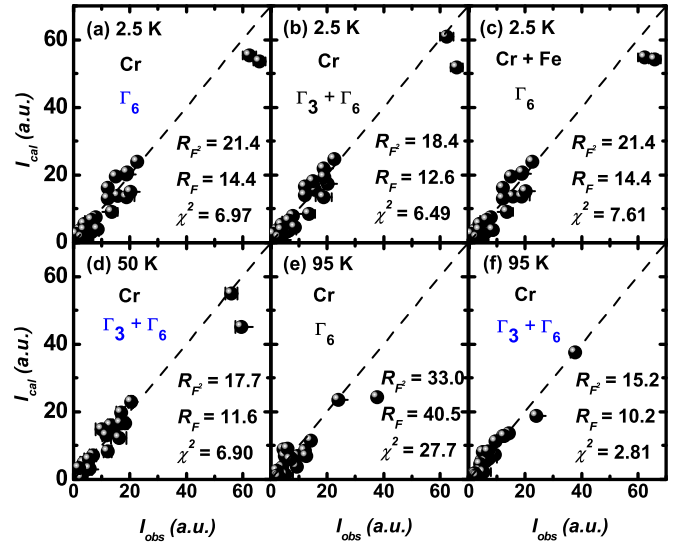 (a) 2.5 K
Cr
Γ6
RF² = 21.4
RF = 14.4
χ² = 6.97
(b) 2.5 K
Cr
Γ3 + Γ6
RF² = 18.4
RF = 12.6
χ² = 6.49
(c) 2.5 K
Cr + Fe
Γ6
RF² = 21.4
RF = 14.4
χ² = 7.61
60
40
20
0
Ical (a.u.)
(d) 50 K
Cr
Γ3 + Γ6
RF² = 17.7
RF = 11.6
χ² = 6.90
(e) 95 K
Cr
Γ6
RF² = 33.0
RF = 40.5
χ² = 27.7
(f) 95 K
Cr
Γ3 + Γ6
RF² = 15.2
RF = 10.2
χ² = 2.81
60
40
20
0
Ical (a.u.)
0 20 40 60
0 20 40 60
0 20 40 60
Iobs (a.u.)
Iobs (a.u.)
Iobs (a.u.)